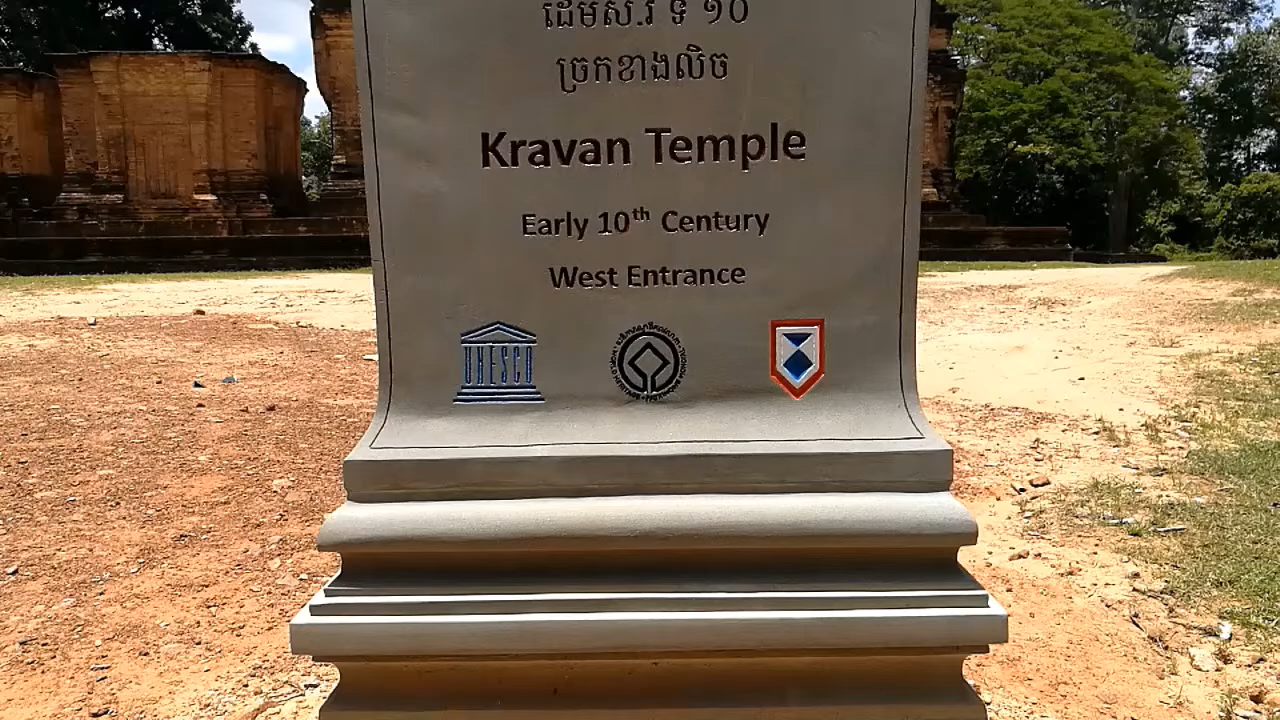 ដើមស.វ ទី ១០
ច្រកខាងលិច
Kravan Temple
Early 10th Century
West Entrance
UNESCO